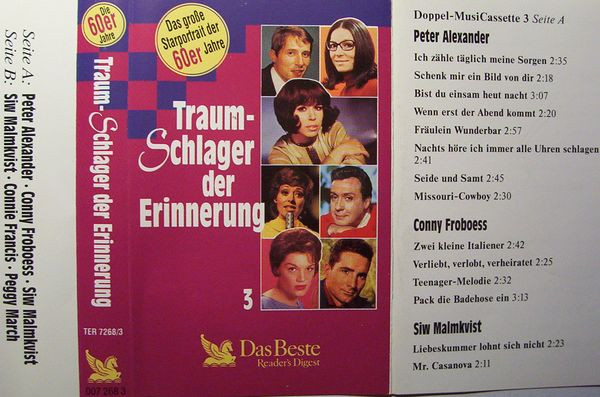 Seite A: Peter Alexander · Conny Froboess · Siw Malmkvist
Seite B: Siw Malmkvist · Connie Francis · Peggy March
Die
60er
Jahre
Traum-Schlager der Erinnerung
TER 7268/3
007 268 3
Das große
Starportrait der
60er Jahre
Traum-
Schlager
der
Erinnerung
3
Das Beste
Reader's Digest
Doppel-MusiCassette 3 Seite A
Peter Alexander
Ich zähle täglich meine Sorgen 2:35
Schenk mir ein Bild von dir 2:18
Bist du einsam heut nacht 3:07
Wenn erst der Abend kommt 2:20
Fräulein Wunderbar 2:57
Nachts höre ich immer alle Uhren schlagen
2:41
Seide und Samt 2:45
Missouri-Cowboy 2:30
Conny Froboess
Zwei kleine Italiener 2:42
Verliebt, verlobt, verheiratet 2:25
Teenager-Melodie 2:32
Pack die Badehose ein 3:13
Siw Malmkvist
Liebeskummer lohnt sich nicht 2:23
Mr. Casanova 2:11